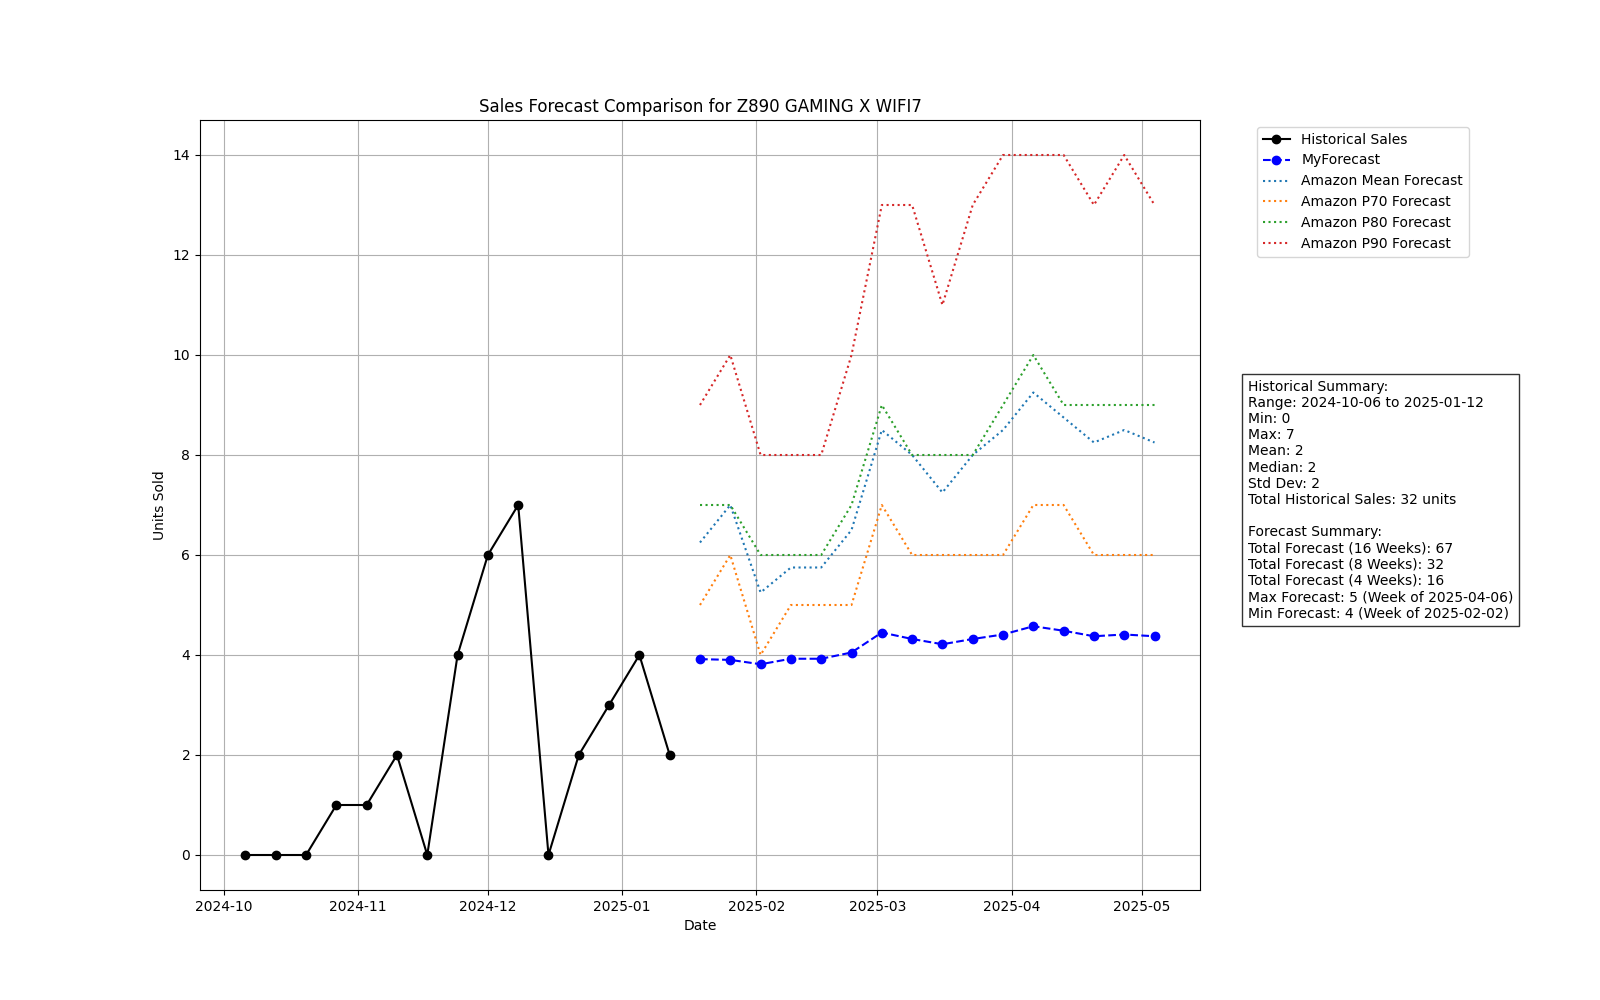 Sales Forecast Comparison for Z890 GAMING X WIFI7
Units Sold
14
12
10
8
6
4
2
0
2024-10
2024-11
2024-12
2025-01
2025-02
2025-03
2025-04
2025-05
Date
Historical Sales
MyForecast
Amazon Mean Forecast
Amazon P70 Forecast
Amazon P80 Forecast
Amazon P90 Forecast
Historical Summary:
Range: 2024-10-06 to 2025-01-12
Min: 0
Max: 7
Mean: 2
Median: 2
Std Dev: 2
Total Historical Sales: 32 units
Forecast Summary:
Total Forecast (16 Weeks): 67
Total Forecast (8 Weeks): 32
Total Forecast (4 Weeks): 16
Max Forecast: 5 (Week of 2025-04-06)
Min Forecast: 4 (Week of 2025-02-02)